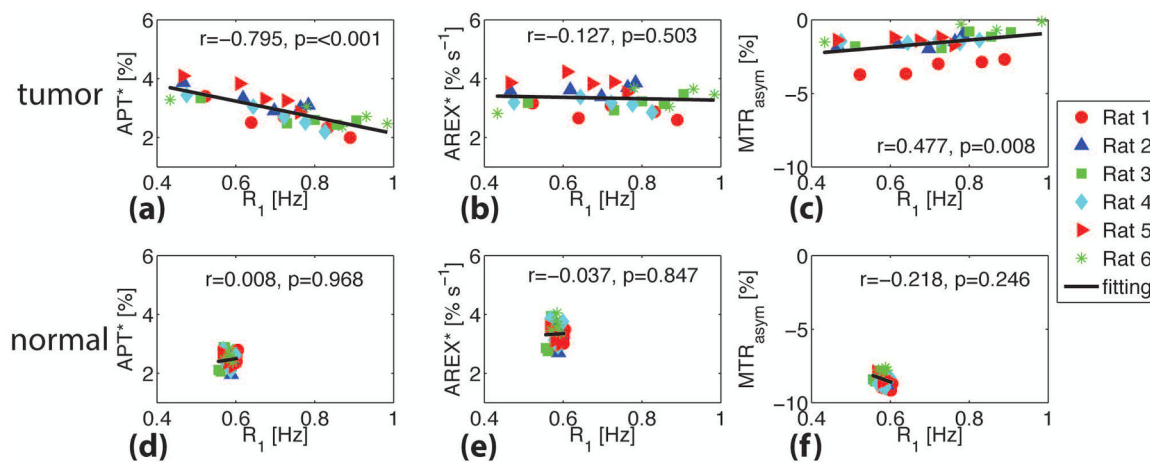 tumor
APT* [%]
6
4
2
r=−0.795, p=<0.001
0.4 0.6 0.8 1
R1 [Hz]
(a)
AREX* [% s−1]
6
4
2
r=−0.127, p=0.503
0.4 0.6 0.8 1
R1 [Hz]
(b)
MTRasym [%]
0
−5
−10
r=0.477, p=0.008
0.4 0.6 0.8 1
R1 [Hz]
(c)
Rat 1
Rat 2
Rat 3
Rat 4
Rat 5
Rat 6
fitting
normal
APT* [%]
6
4
2
r=0.008, p=0.968
0.4 0.6 0.8 1
R1 [Hz]
(d)
AREX* [% s−1]
6
4
2
r=−0.037, p=0.847
0.4 0.6 0.8 1
R1 [Hz]
(e)
MTRasym [%]
0
−5
−10
r=−0.218, p=0.246
0.4 0.6 0.8 1
R1 [Hz]
(f)